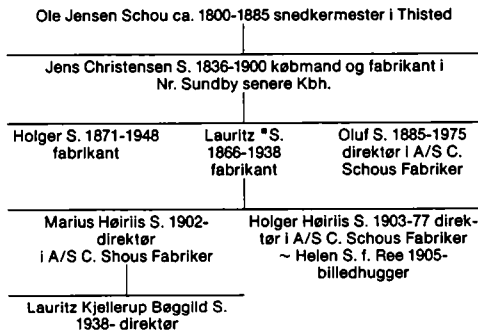 Ole Jensen Schou ca. 1800-1885 snedkermester i Thisted
Jens Christensen S. 1836-1900 købmand og fabrikant i
Nr. Sundby senere Kbh.
Holger S. 1871-1948
fabrikant
Lauritz *S.
1866-1938
fabrikant
Oluf S. 1885-1975
direktør i A/S C.
Schous Fabriker
Marius Høiriis S. 1902-
direktør
i A/S C. Shous Fabriker
Holger Høiriis S. 1903-77 direk-
tør i A/S C. Schous Fabriker
~ Helen S. f. Ree 1905-
billedhugger
Lauritz Kjellerup Bøggild S.
1938- direktør